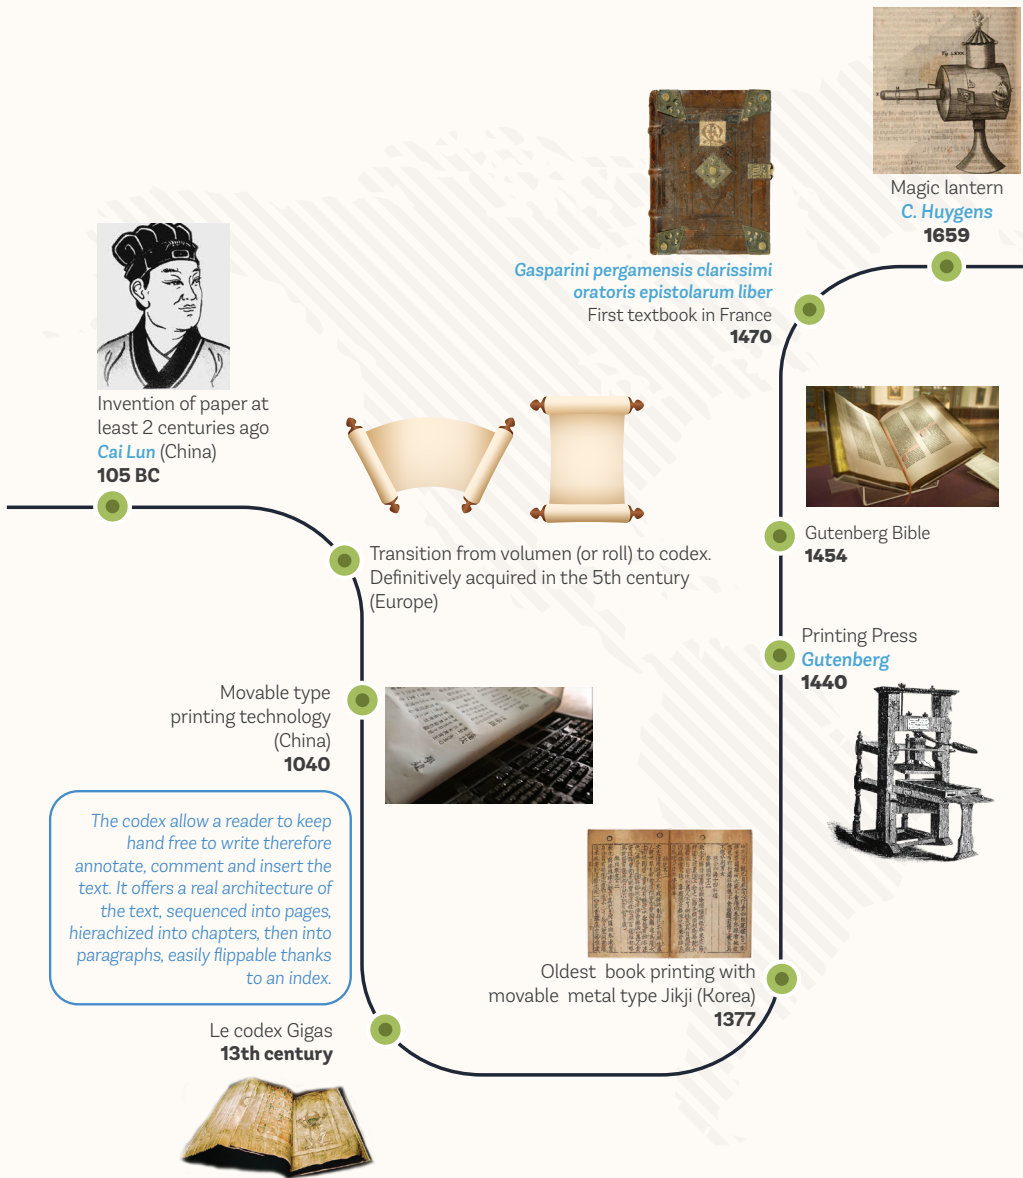 Invention of paper at
least 2 centuries ago
Cai Lun (China)
105 BC
Transition from volumen (or roll) to codex.
Definitively acquired in the 5th century
(Europe)
Movable type
printing technology
(China)
1040
The codex allow a reader to keep
hand free to write therefore
annotate, comment and insert the
text. It offers a real architecture of
the text, sequenced into pages,
hierachized into chapters, then into
paragraphs, easily flippable thanks
to an index.
Le codex Gigas
13th century
Oldest book printing with
movable metal type Jikji (Korea)
1377
Printing Press
Gutenberg
1440
Gutenberg Bible
1454
Gasparini pergamensis clarissimi
oratoris epistolarum liber
First textbook in France
1470
Magic lantern
C. Huygens
1659